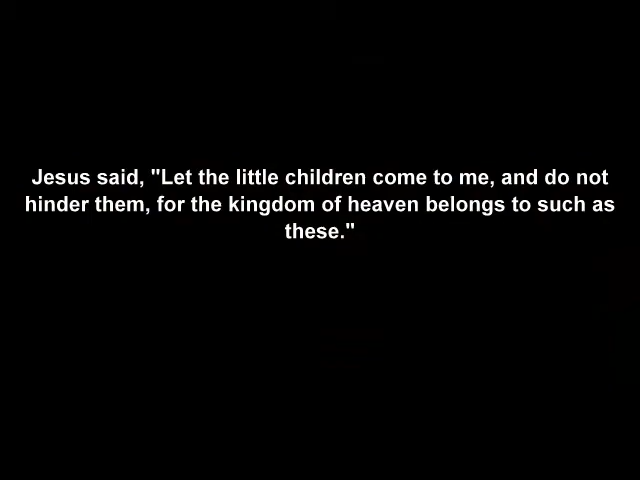 Jesus said, "Let the little children come to me, and do not
hinder them, for the kingdom of heaven belongs to such as
these."